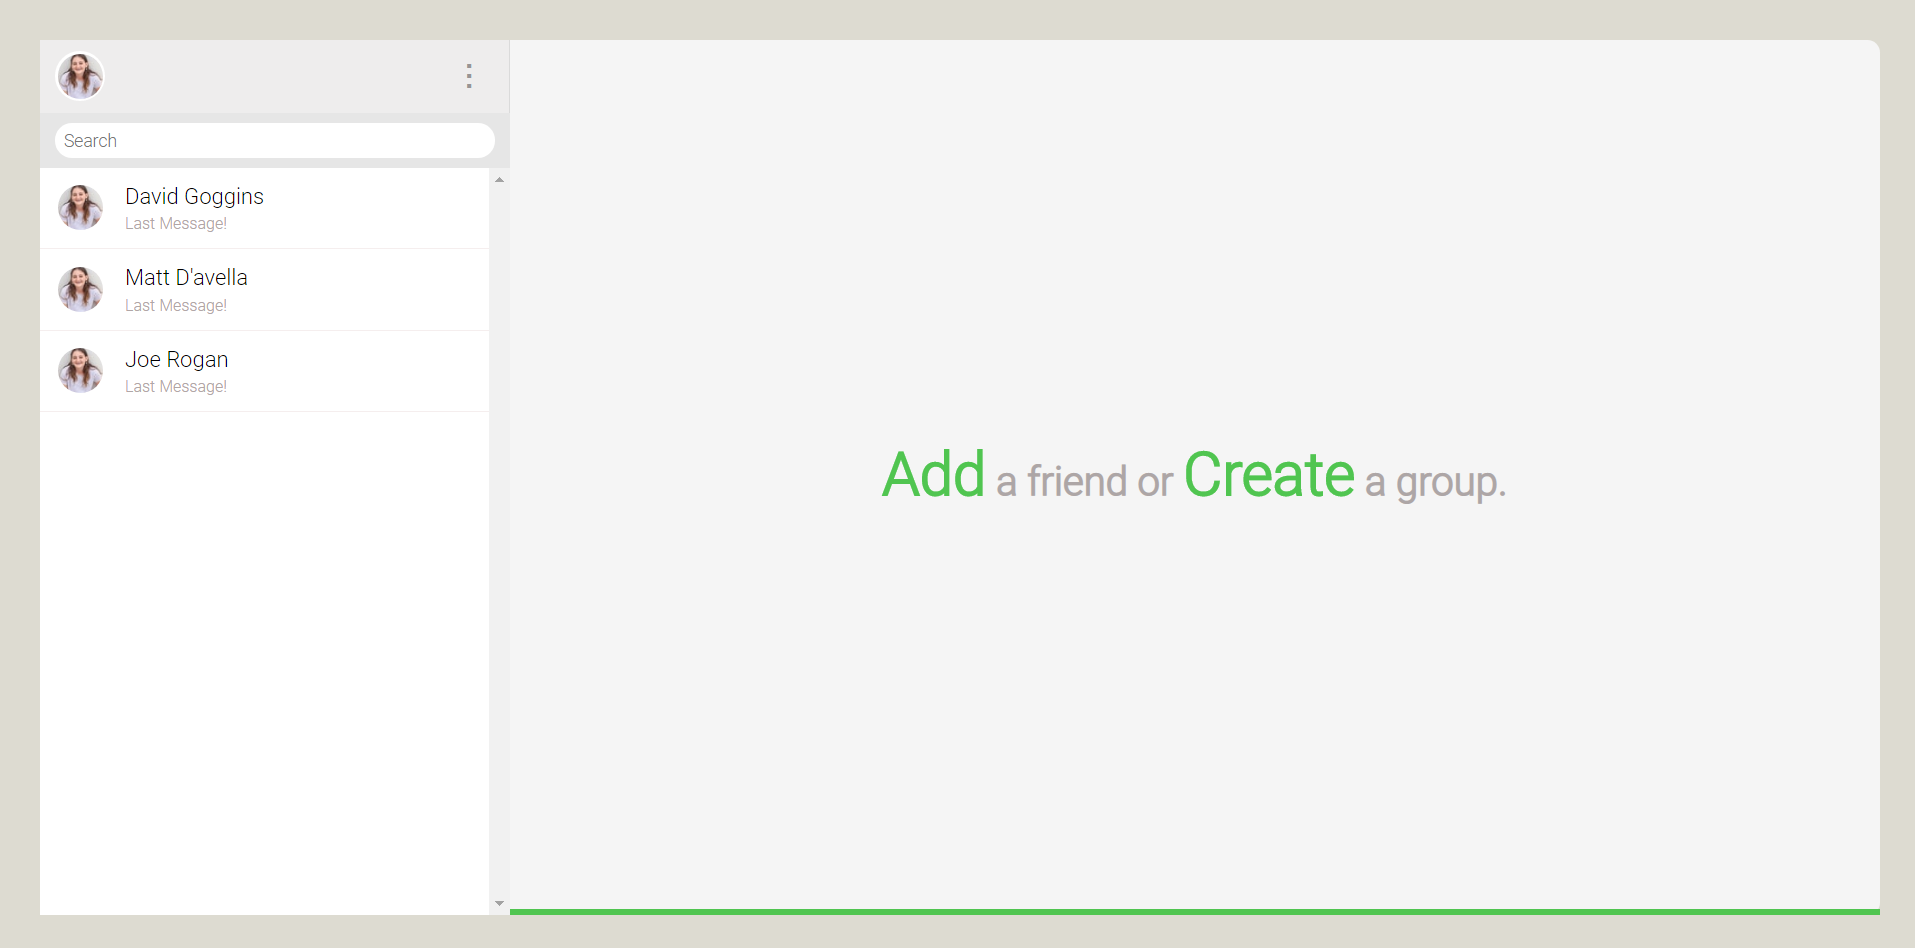 Search
David Goggins
Last Message!
Matt D'avella
Last Message!
Joe Rogan
Last Message!
Add a friend or Create a group.